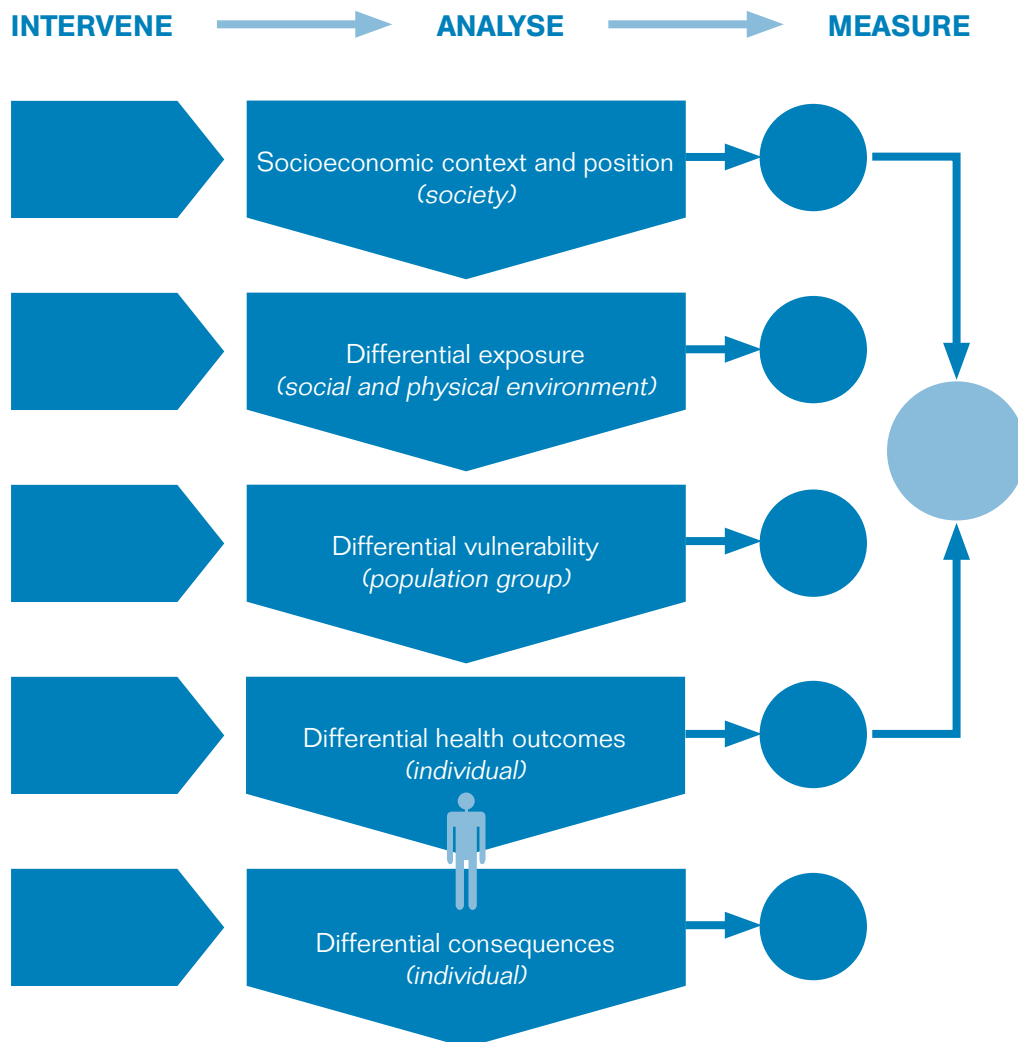 INTERVENE ANALYSE MEASURE
Socioeconomic context and position
(society)
Differential exposure
(social and physical environment)
Differential vulnerability
(population group)
Differential health outcomes
(individual)
Differential consequences
(individual)